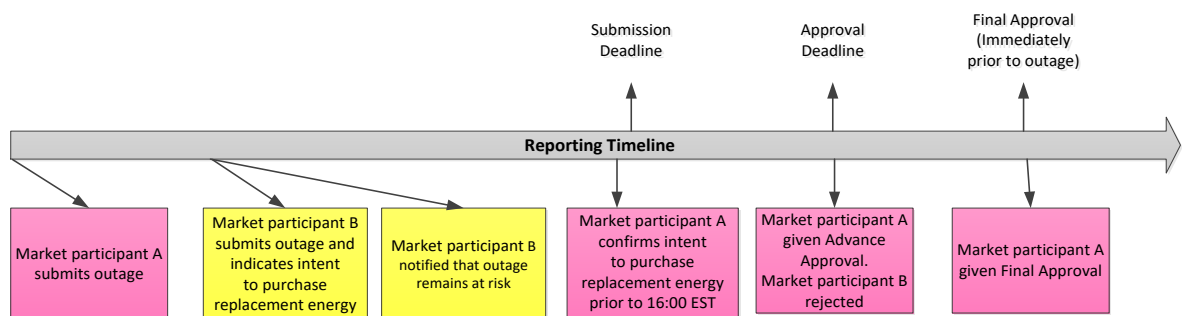 Submission
Deadline
Approval
Deadline
Final Approval
(Immediately
prior to outage)
Reporting Timeline
Market participant A
submits outage
Market participant B
submits outage and
indicates intent
to purchase
replacement energy
Market participant B
notified that outage
remains at risk
Market participant A
confirms intent
to purchase
replacement energy
prior to 16:00 EST
Market participant A
given Advance
Approval.
Market participant B
rejected
Market participant A
given Final Approval